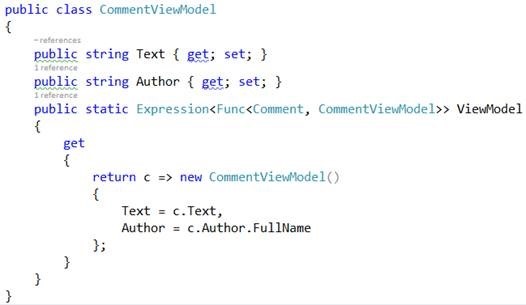 public class CommentViewModel
{
– references
public string Text { get; set; }
1 reference
public string Author { get; set; }
1 reference
public static Expression<Func<Comment, CommentViewModel>> ViewModel
{
get
{
return c => new CommentViewModel()
{
Text = c.Text,
Author = c.Author.FullName
};
}
}
}